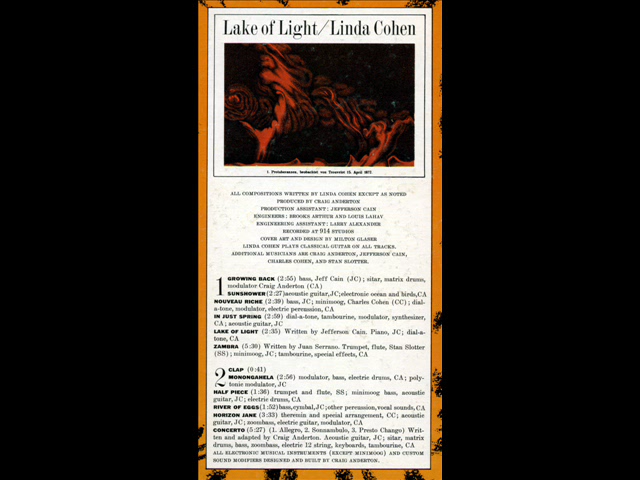 Lake of Light/Linda Cohen
1. Protuberanzen, beobachtet von Trouvelot 15. April 1872.
ALL COMPOSITIONS WRITTEN BY LINDA COHEN EXCEPT AS NOTED
PRODUCED BY CRAIG ANDERTON
PRODUCTION ASSISTANT: JEFFERSON CAIN
ENGINEERS: BROOKS ARTHUR AND LOUIS LAHAV
ENGINEERING ASSISTANT: LARRY ALEXANDER
RECORDED AT 914 STUDIOS
COVER ART AND DESIGN BY MILTON GLASER
LINDA COHEN PLAYS CLASSICAL GUITAR ON ALL TRACKS.
ADDITIONAL MUSICIANS ARE CRAIG ANDERTON, JEFFERSON CAIN,
CHARLES COHEN, AND STAN SLOTTER.
1 GROWING BACK (2:55) bass, Jeff Cain (JC); sitar, matrix drums,
modulator Craig Anderton (CA)
SUNSHOWER (2:27) acoustic guitar, JC; electronic ocean and birds, CA
NOUVEAU RICHE (2:39) bass, JC; minimoog, Charles Cohen (CC); dial-
a-tone, modulator, electric percussion, CA
IN JUST SPRING (2:59) dial-a-tone, tambourine, modulator, synthesizer,
CA; acoustic guitar, JC
LAKE OF LIGHT (2:35) Written by Jefferson Cain. Piano, JC; dial-a-
tone, CA
ZAMBRA (5:39) Written by Juan Serrano. Trumpet, flute, Stan Slotter
(SS); minimoog, JC; tambourine, special effects, CA
2 CLAP (0:41)
MONONGAHELA (2:56) modulator, bass, electric drums, CA; poly-
tonic modulator, JC
HALF PIECE (1:36) trumpet and flute, SS; minimoog bass, acoustic
guitar, JC; electric drums, CA
RIVER OF EGGS (1:52) bass, cymbal, JC; other percussion, vocal sounds, CA
HORIZON JANE (3:33) theremin and special arrangement, CC; acoustic
guitar, JC; zoombass, electric guitar, modulator, CA
CONCERTO (5:27) (1. Allegro, 2. Sonnambulo, 3. Presto Chango) Writ-
ten and adapted by Craig Anderton. Acoustic guitar, JC; sitar, matrix
drums, bass, zoombass, electric 12 string, keyboards, tambourine, CA
ALL ELECTRONIC MUSICAL INSTRUMENTS (EXCEPT MINIMOOG) AND CUSTOM
SOUND MODIFIERS DESIGNED AND BUILT BY CRAIG ANDERTON.